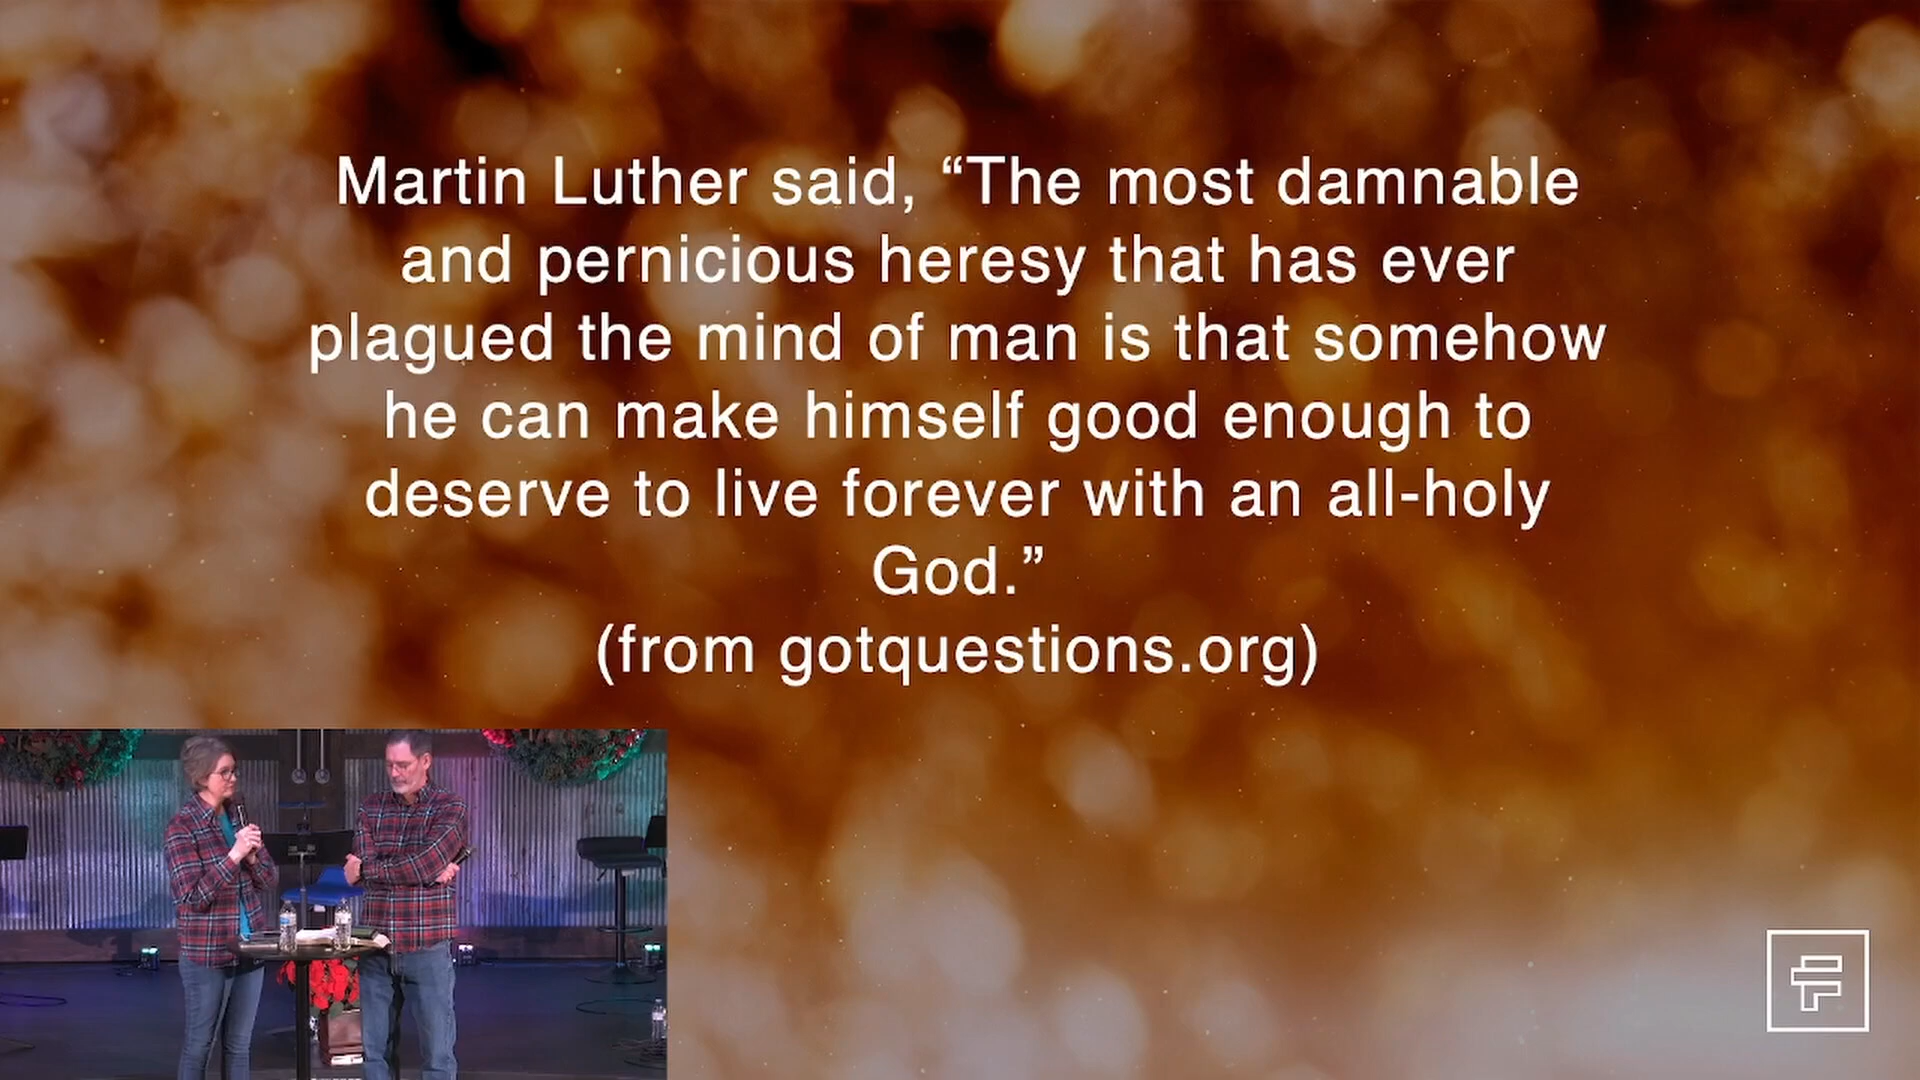 Martin Luther said, “The most damnable
and pernicious heresy that has ever
plagued the mind of man is that somehow
he can make himself good enough to
deserve to live forever with an all-holy
God.”
(from gotquestions.org)